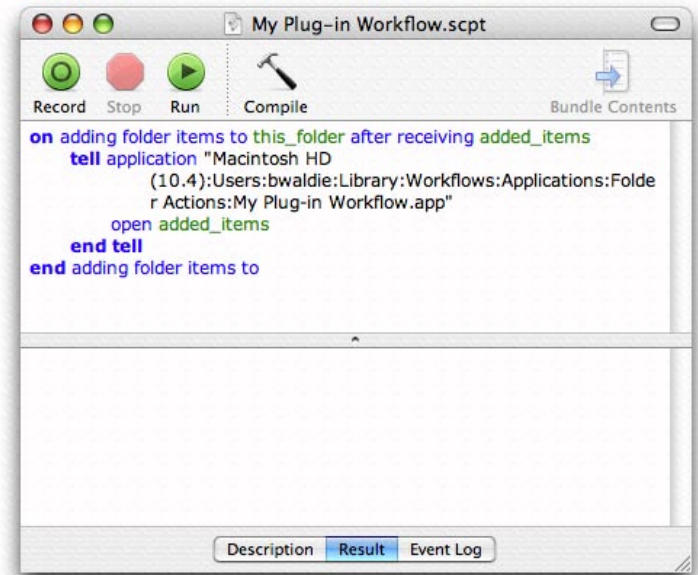 My Plug-in Workflow.scpt
Record Stop Run Compile Bundle Contents
on adding folder items to this_folder after receiving added_items
tell application "Macintosh HD
(10.4):Users:bwaldie:Library:Workflows:Applications:Folde
r Actions:My Plug-in Workflow.app"
open added_items
end tell
end adding folder items to
Description Result Event Log